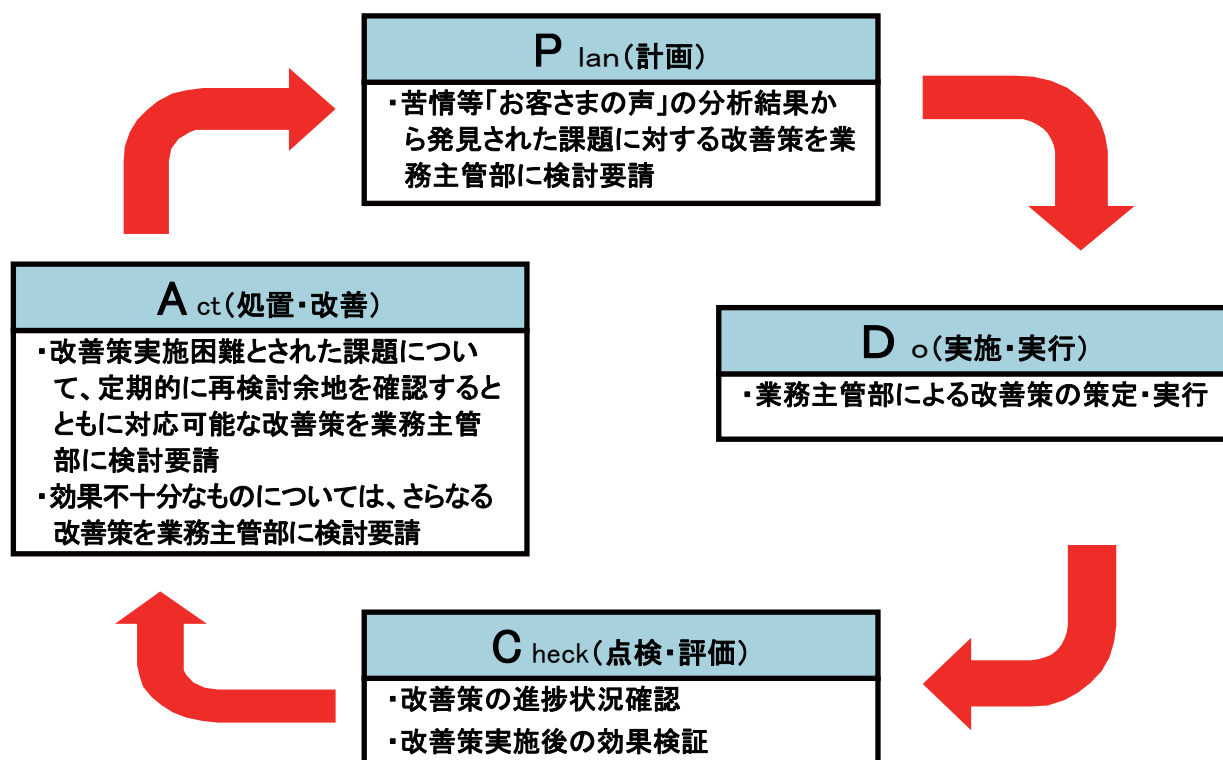 Plan(計画)
・苦情等「お客さまの声」の分析結果か
ら発見された課題に対する改善策を業
務主管部に検討要請
Do(実施・実行)
・業務主管部による改善策の策定・実行
Check(点検・評価)
・改善策の進捗状況確認
・改善策実施後の効果検証
Act(処置・改善)
・改善策実施困難とされた課題につい
て、定期的に再検討余地を確認すると
ともに対応可能な改善策を業務主管
部に検討要請
・効果不十分なものについては、さらなる
改善策を業務主管部に検討要請